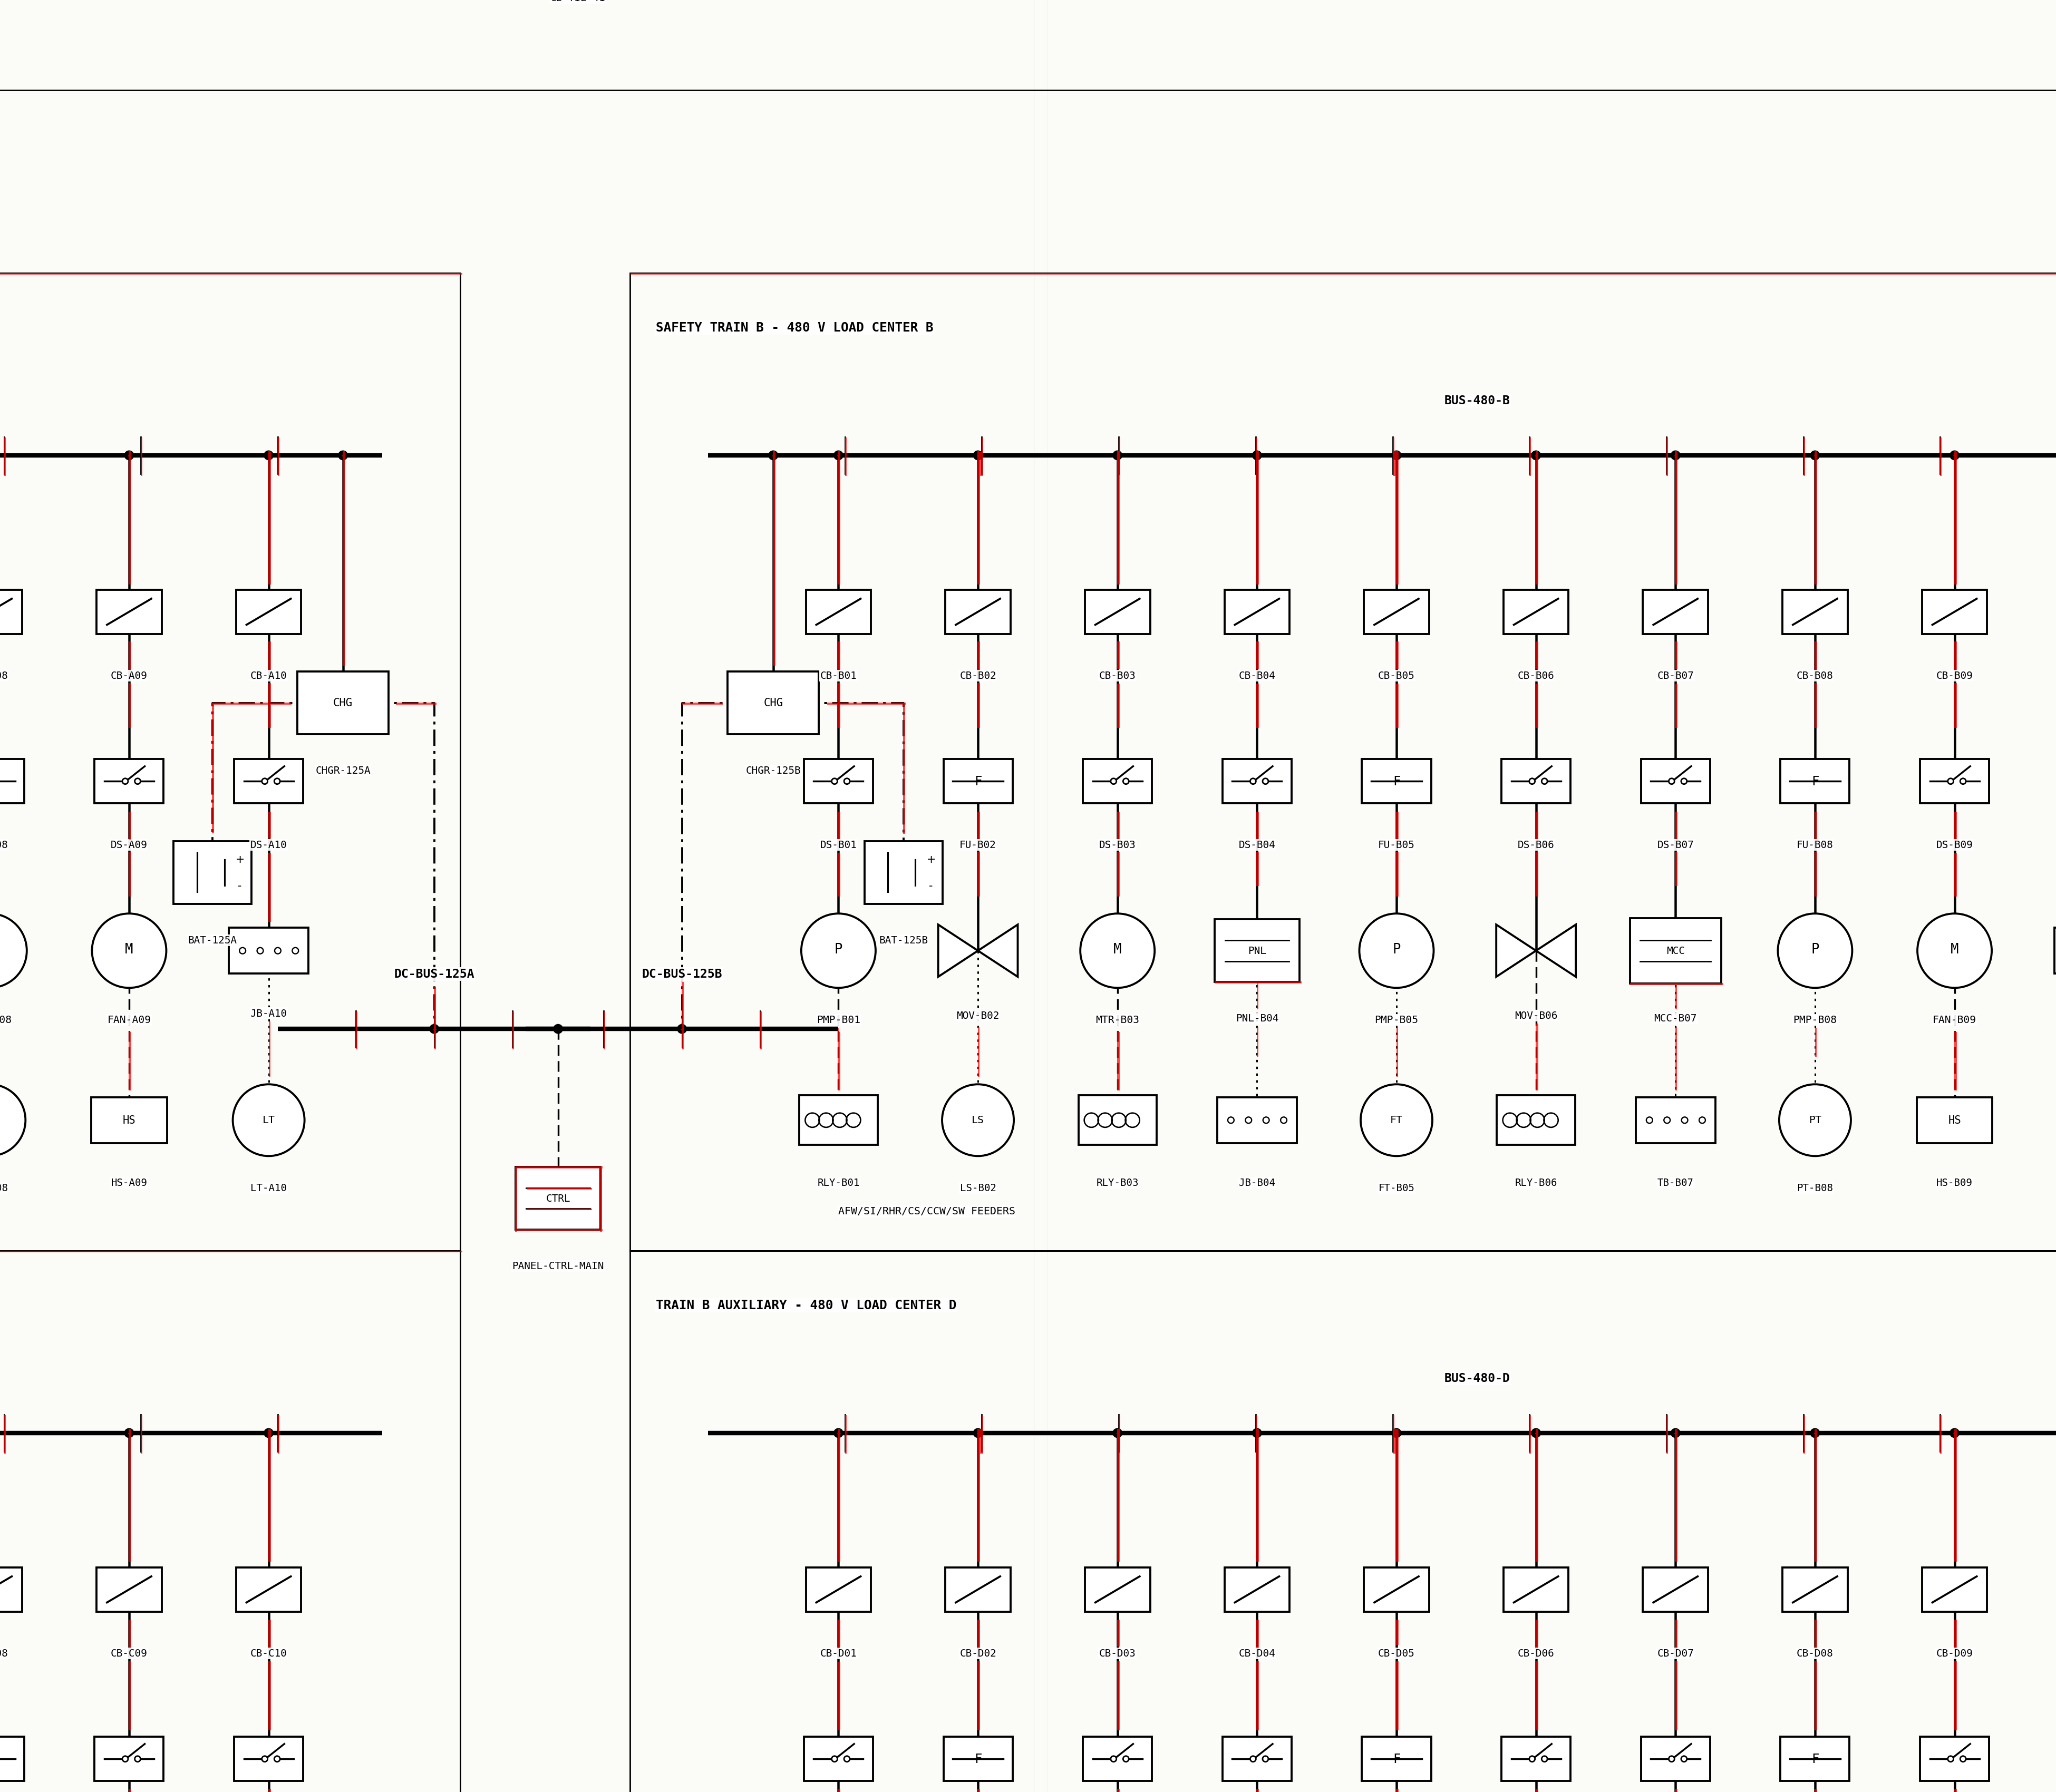 SAFETY TRAIN B - 480 V LOAD CENTER B
BUS-480-B
CB-A09
CB-A10
CB-B01
CB-B02
CB-B03
CB-B04
CB-B05
CB-B06
CB-B07
CB-B08
CB-B09
CHG
CHG
CHGR-125A
CHGR-125B
F
F
F
DS-A09
DS-A10
DS-B01
FU-B02
DS-B03
DS-B04
FU-B05
DS-B06
DS-B07
FU-B08
DS-B09
+
-
+
-
BAT-125A
BAT-125B
M
P
M
PNL
P
MCC
P
M
DC-BUS-125A
DC-BUS-125B
FAN-A09
JB-A10
PMP-B01
MOV-B02
MTR-B03
PNL-B04
PMP-B05
MOV-B06
MCC-B07
PMP-B08
FAN-B09
HS
LT
LS
FT
PT
HS
HS-A09
LT-A10
RLY-B01
LS-B02
RLY-B03
JB-B04
FT-B05
RLY-B06
TB-B07
PT-B08
HS-B09
CTRL
AFW/SI/RHR/CS/CCW/SW FEEDERS
PANEL-CTRL-MAIN
TRAIN B AUXILIARY - 480 V LOAD CENTER D
BUS-480-D
CB-C09
CB-C10
CB-D01
CB-D02
CB-D03
CB-D04
CB-D05
CB-D06
CB-D07
CB-D08
CB-D09
F
F
F